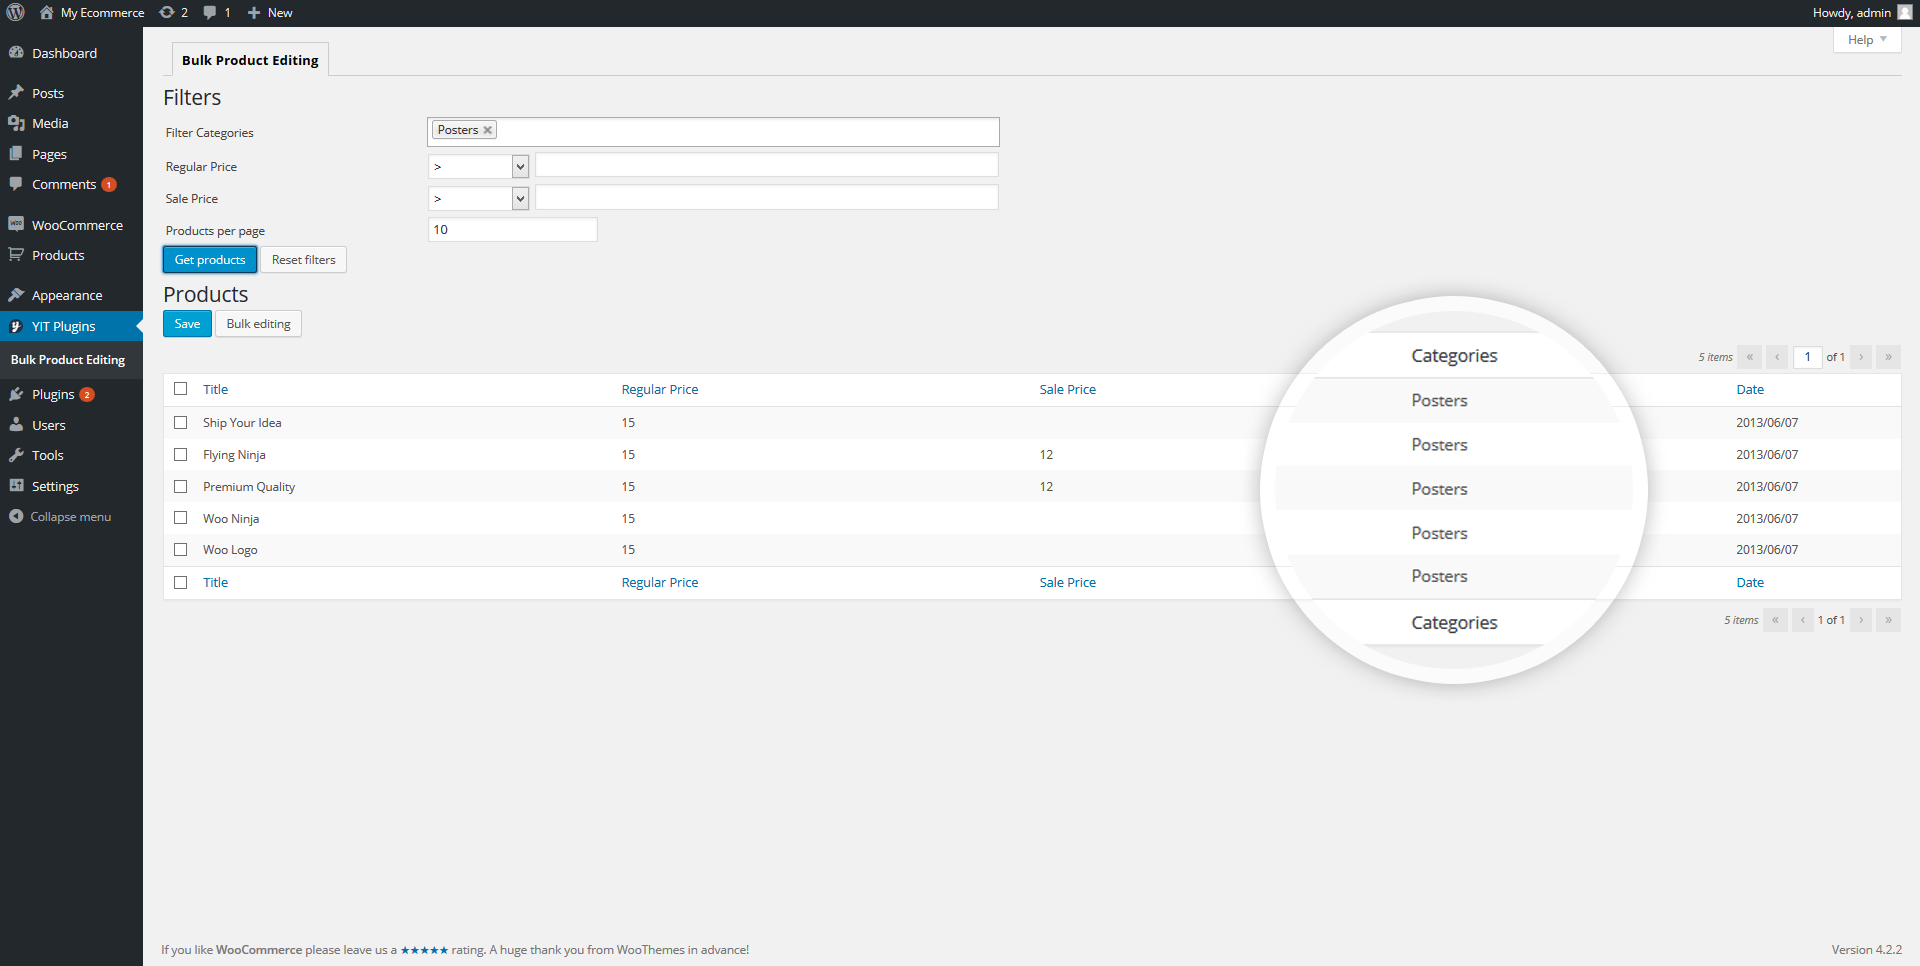 My Ecommerce 2 1 New Howdy, admin
Help
Dashboard
Posts
Media
Pages
Comments 1
WooCommerce
Products
Appearance
YIT Plugins
Bulk Product Editing
Plugins 2
Users
Tools
Settings
Collapse menu
Bulk Product Editing
Filters
Filter Categories Posters
Regular Price >
Sale Price >
Products per page 10
Get products Reset filters
Products
Save Bulk editing
5 items « ‹ 1 of 1 › »
Title Regular Price Sale Price Categories Date
Ship Your Idea 15 Posters 2013/06/07
Flying Ninja 15 12 Posters 2013/06/07
Premium Quality 15 12 Posters 2013/06/07
Woo Ninja 15 Posters 2013/06/07
Woo Logo 15 Posters 2013/06/07
Title Regular Price Sale Price Categories Date
5 items « ‹ 1 of 1 › »
If you like WooCommerce please leave us a ★★★★★ rating. A huge thank you from WooThemes in advance! Version 4.2.2